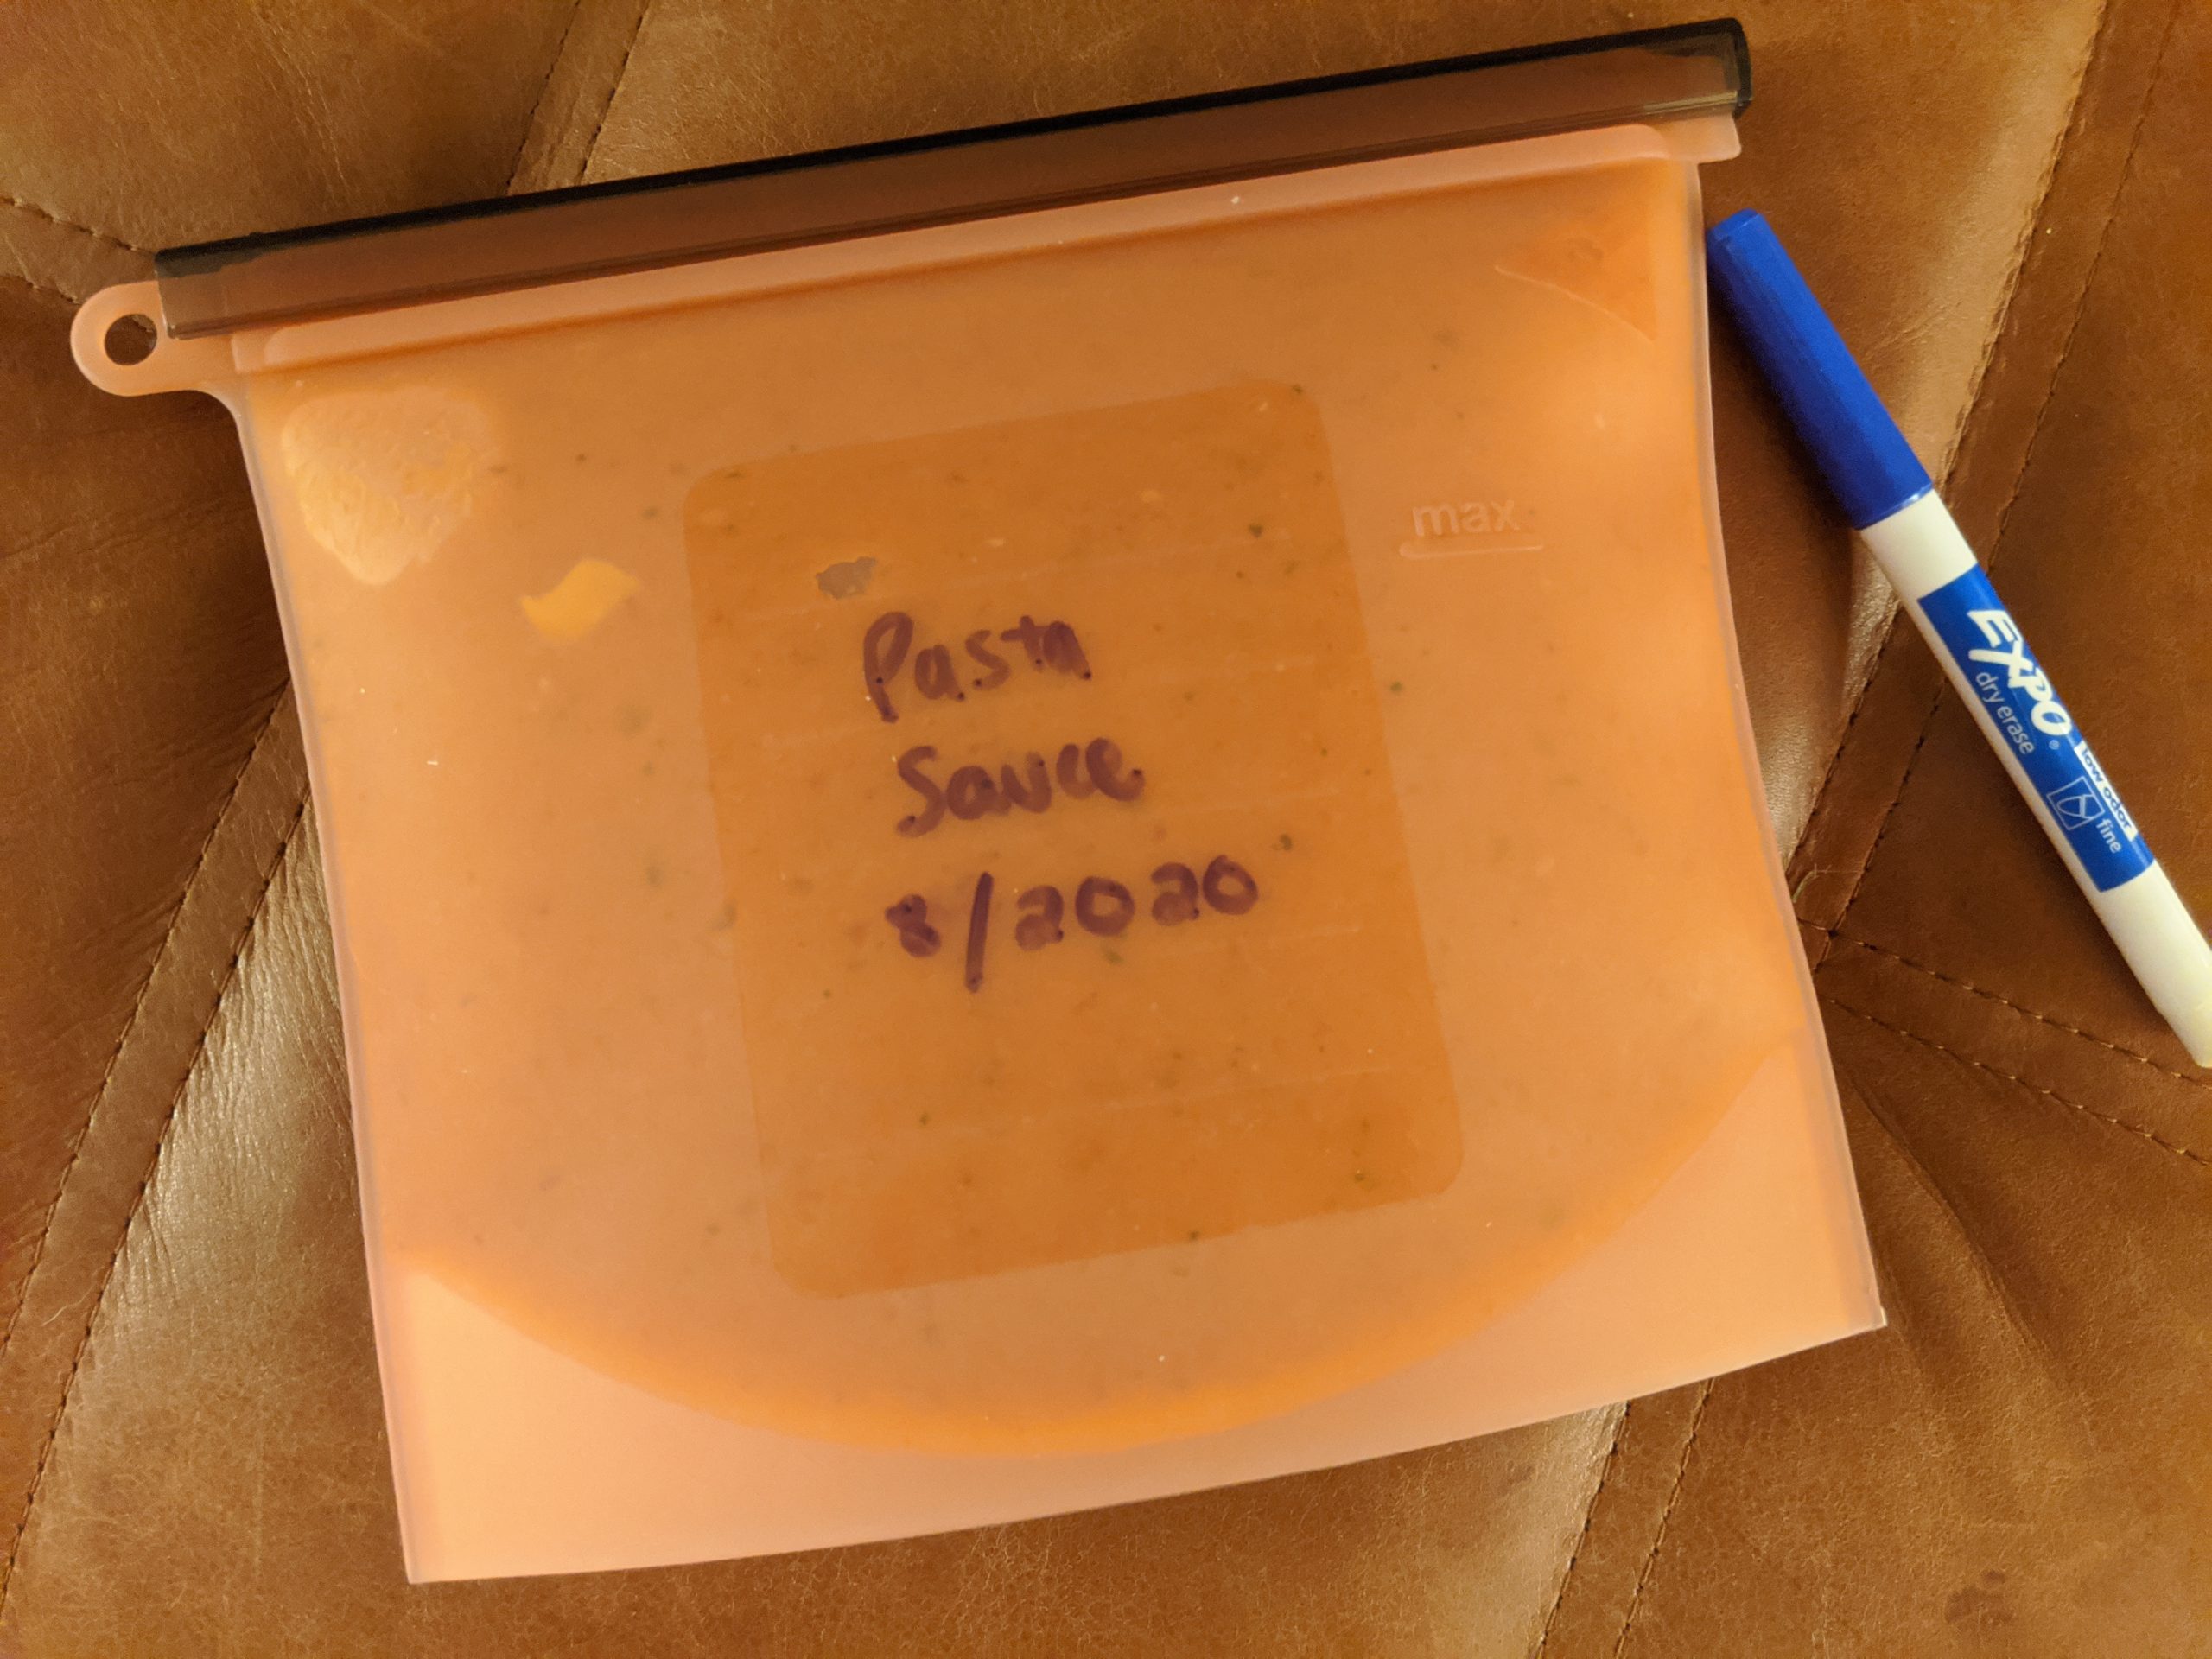 max
Pasta
Sauce
8/2020
EXPO®
dry erase
low odor
fine